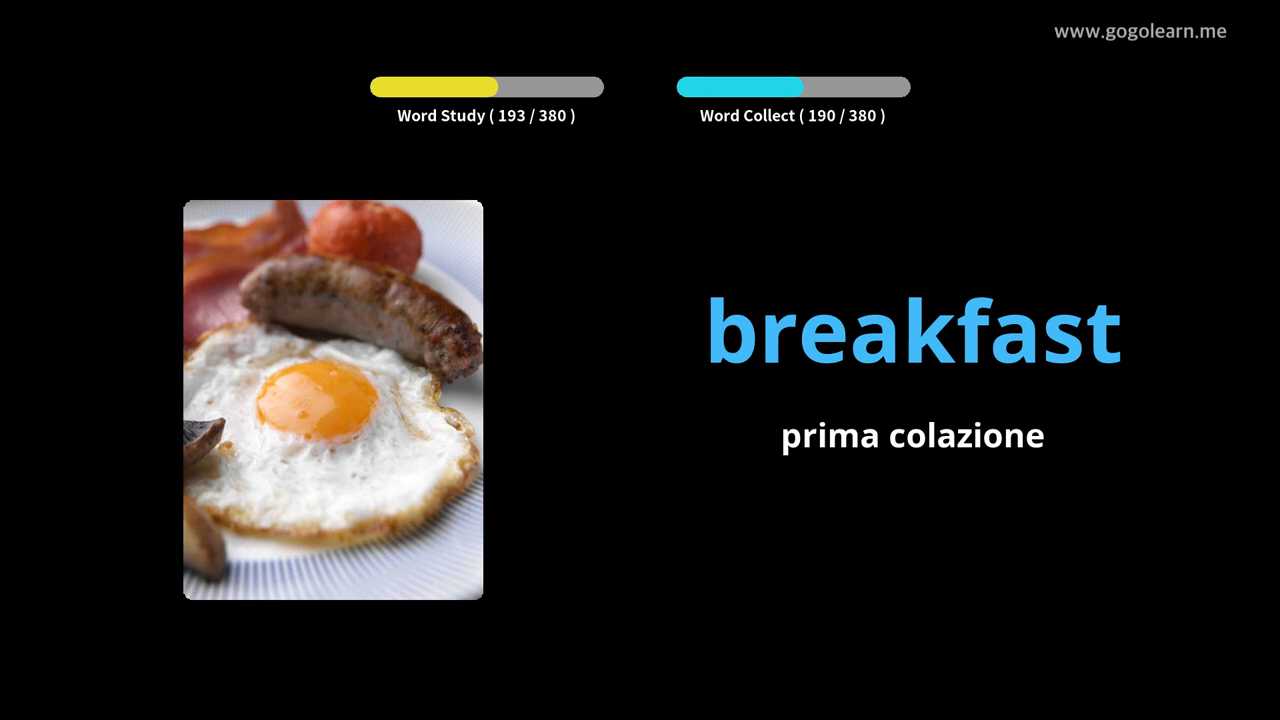 www.gogolearn.me
Word Study ( 193 / 380 )
Word Collect ( 190 / 380 )
breakfast
prima colazione